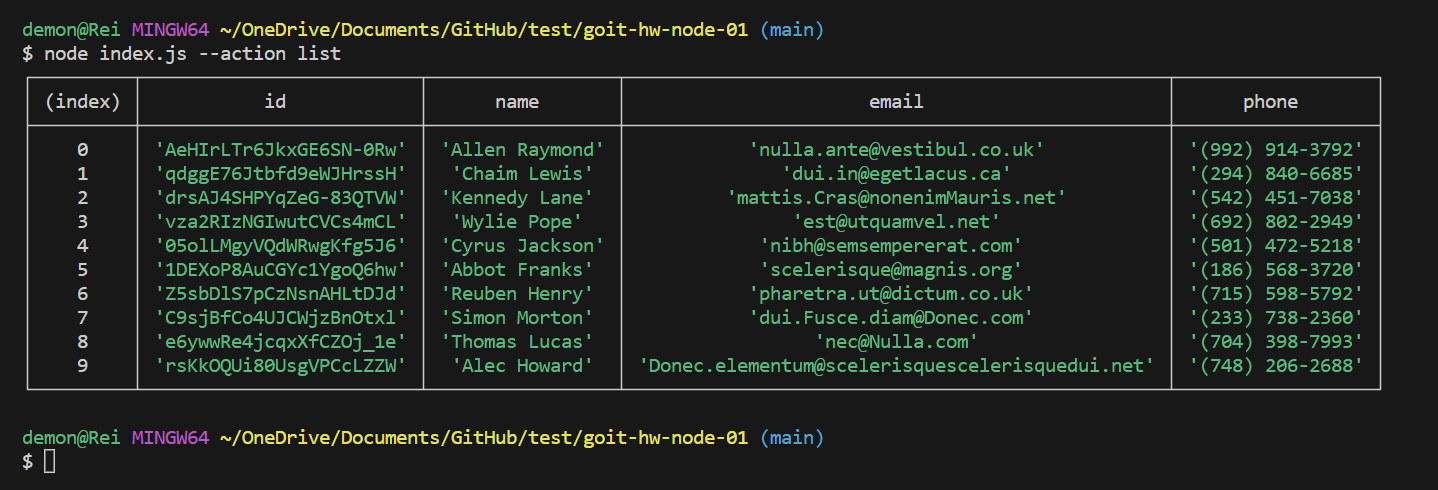 demon@Rei MINGW64 ~/OneDrive/Documents/GitHub/test/goit-hw-node-01 (main)
$ node index.js --action list
(index) id name email phone
0 'AeHIrLTr6JkxGE6SN-0Rw' 'Allen Raymond' 'nulla.ante@vestibul.co.uk' '(992) 914-3792'
1 'qdggE76Jtbfd9eWJHrssH' 'Chaim Lewis' 'dui.in@egetlacus.ca' '(294) 840-6685'
2 'drsAJ4SHPYqZeG-83QTVW' 'Kennedy Lane' 'mattis.Cras@nonenimMauris.net' '(542) 451-7038'
3 'vza2RIzNGIwutCVCs4mCL' 'Wylie Pope' 'est@utquamvel.net' '(692) 802-2949'
4 '05olLMgyVQdWRwgKfg5J6' 'Cyrus Jackson' 'nibh@semsempererat.com' '(501) 472-5218'
5 '1DEXoP8AuCGYc1YgoQ6hw' 'Abbot Franks' 'scelerisque@magnis.org' '(186) 568-3720'
6 'Z5sbDlS7pCzNsnAHLtDJd' 'Reuben Henry' 'pharetra.ut@dictum.co.uk' '(715) 598-5792'
7 'C9sjBfCo4UJCWjzBnOtxl' 'Simon Morton' 'dui.Fusce.diam@Donec.com' '(233) 738-2360'
8 'e6ywwRe4jcqxXfCZOj_1e' 'Thomas Lucas' 'nec@Nulla.com' '(704) 398-7993'
9 'rsKkOQUi80UsgVPCcLZZW' 'Alec Howard' 'Donec.elementum@scelerisquescelerisquedui.net' '(748) 206-2688'
demon@Rei MINGW64 ~/OneDrive/Documents/GitHub/test/goit-hw-node-01 (main)
$